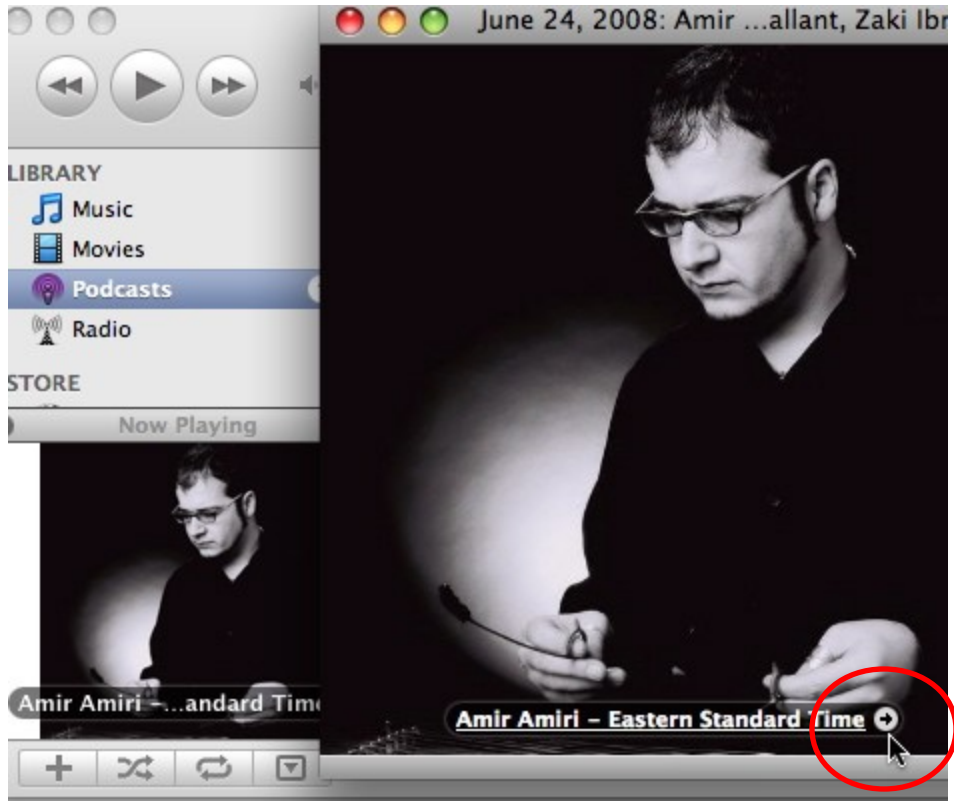 June 24, 2008: Amir ...allant, Zaki Ibr
LIBRARY
Music
Movies
Podcasts
Radio
STORE
Now Playing
Amir Amiri –...andard Time
Amir Amiri – Eastern Standard Time